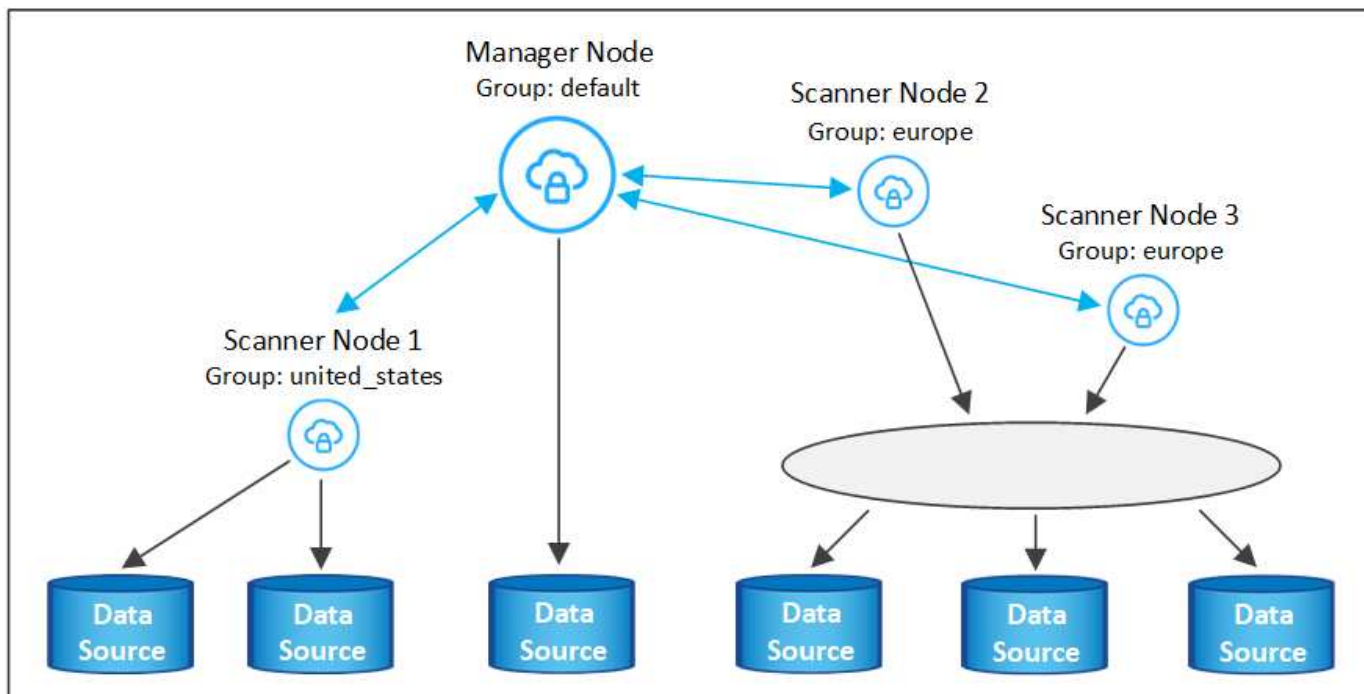 Manager Node
Group: default
Scanner Node 2
Group: europe
Scanner Node 3
Group: europe
Scanner Node 1
Group: united_states
Data
Source
Data
Source
Data
Source
Data
Source
Data
Source
Data
Source